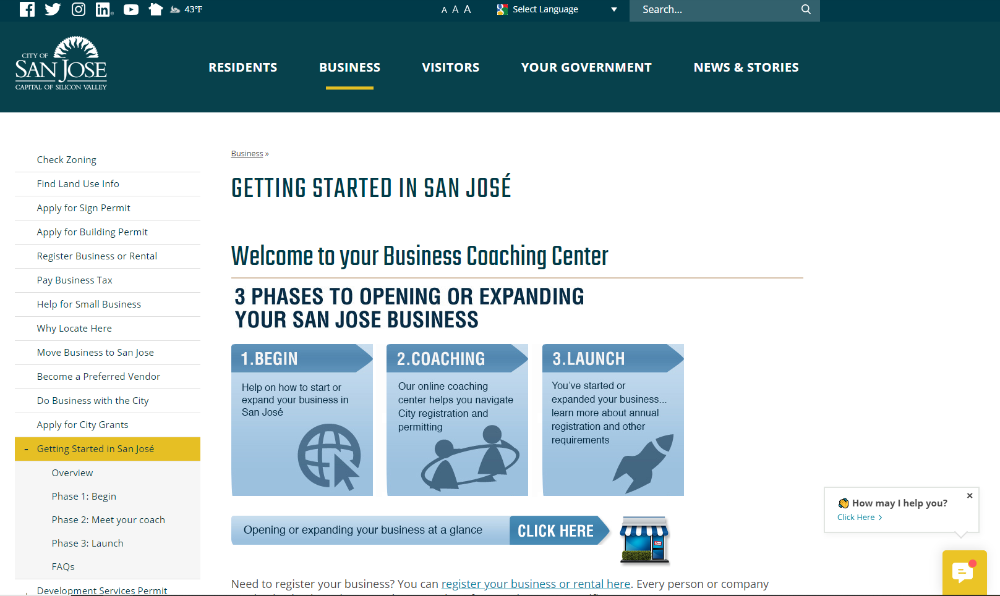 43°F
A A A
Select Language
Search...
CITY OF
SAN JOSE
CAPITAL OF SILICON VALLEY
RESIDENTS
BUSINESS
VISITORS
YOUR GOVERNMENT
NEWS & STORIES
Check Zoning
Find Land Use Info
Apply for Sign Permit
Apply for Building Permit
Register Business or Rental
Pay Business Tax
Help for Small Business
Why Locate Here
Move Business to San Jose
Become a Preferred Vendor
Do Business with the City
Apply for City Grants
- Getting Started in San José
Overview
Phase 1: Begin
Phase 2: Meet your coach
Phase 3: Launch
FAQs
Development Services Permit
Business »
GETTING STARTED IN SAN JOSÉ
Welcome to your Business Coaching Center
3 PHASES TO OPENING OR EXPANDING
YOUR SAN JOSE BUSINESS
1.BEGIN
Help on how to start or
expand your business in
San José
2.COACHING
Our online coaching
center helps you navigate
City registration and
permitting
3.LAUNCH
You've started or
expanded your business...
learn more about annual
registration and other
requirements
Opening or expanding your business at a glance
CLICK HERE
Need to register your business? You can register your business or rental here. Every person or company
How may I help you?
Click Here >